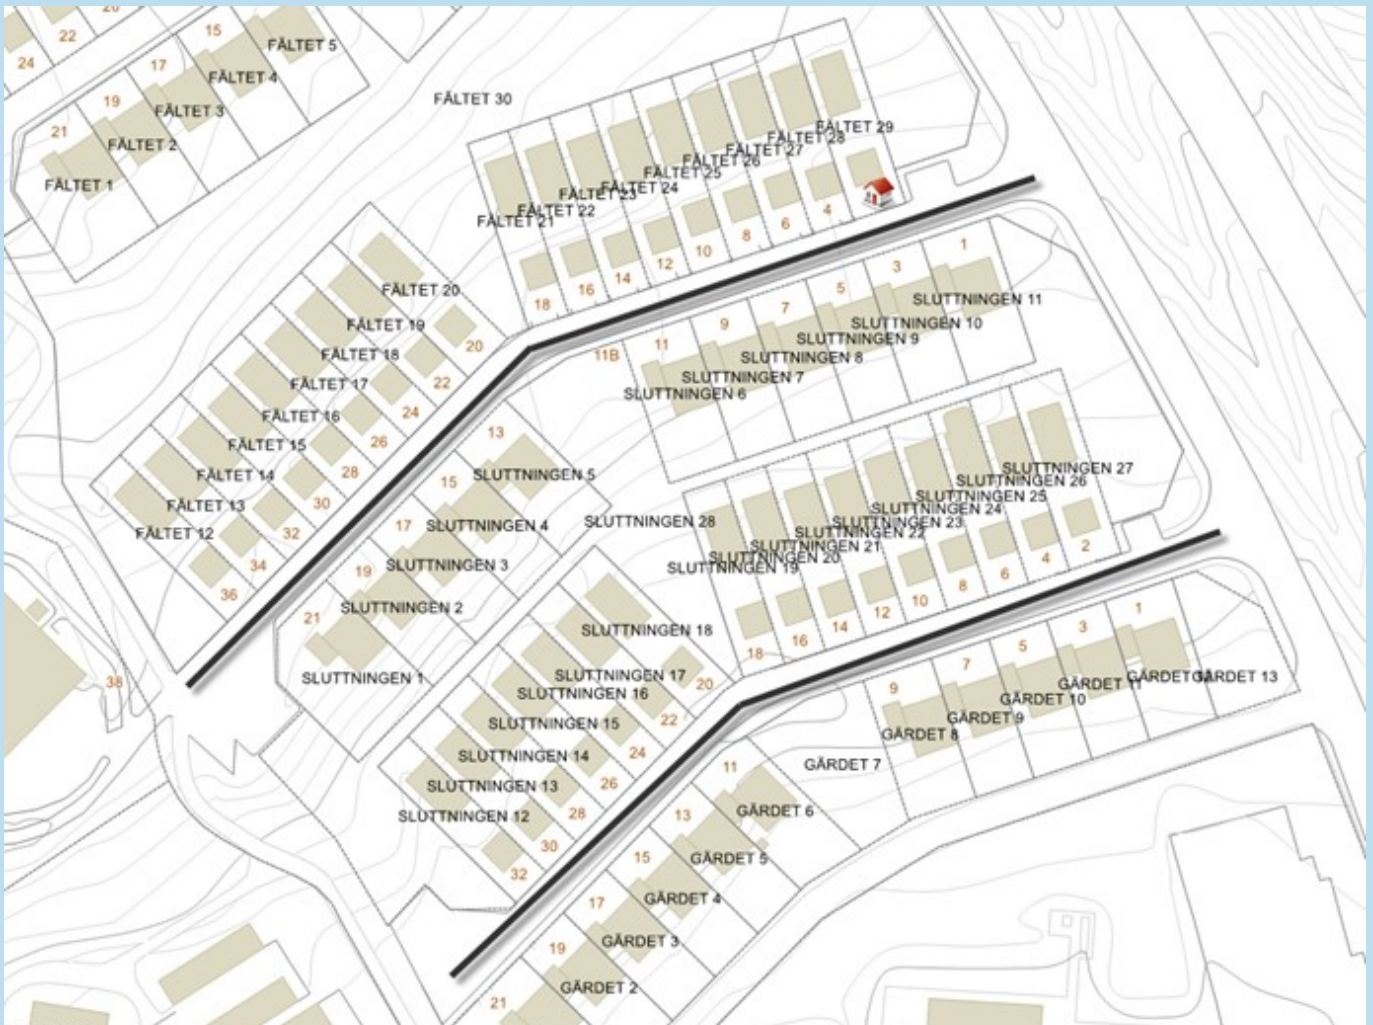 20
22
24
15
17
19
21
FÄLTET 5
FÄLTET 4
FÄLTET 3
FÄLTET 2
FÄLTET 1
FÄLTET 30
FÄLTET 29
FÄLTET 28
FÄLTET 27
FÄLTET 26
FÄLTET 25
FÄLTET 24
FÄLTET 23
FÄLTET 22
FÄLTET 21
4
6
8
10
12
14
16
18
1
3
5
7
9
11
11B
SLUTTNINGEN 11
SLUTTNINGEN 10
SLUTTNINGEN 9
SLUTTNINGEN 8
SLUTTNINGEN 7
SLUTTNINGEN 6
FÄLTET 20
FÄLTET 19
FÄLTET 18
FÄLTET 17
FÄLTET 16
FÄLTET 15
FÄLTET 14
FÄLTET 13
FÄLTET 12
20
22
24
26
28
30
32
34
36
38
13
15
17
19
21
SLUTTNINGEN 5
SLUTTNINGEN 4
SLUTTNINGEN 3
SLUTTNINGEN 2
SLUTTNINGEN 1
SLUTTNINGEN 28
SLUTTNINGEN 27
SLUTTNINGEN 26
SLUTTNINGEN 25
SLUTTNINGEN 24
SLUTTNINGEN 23
SLUTTNINGEN 22
SLUTTNINGEN 21
SLUTTNINGEN 20
SLUTTNINGEN 19
2
4
6
8
10
12
14
16
18
SLUTTNINGEN 18
SLUTTNINGEN 17
SLUTTNINGEN 16
SLUTTNINGEN 15
SLUTTNINGEN 14
SLUTTNINGEN 13
SLUTTNINGEN 12
20
22
24
26
28
30
32
1
3
5
7
9
GÄRDET 13
GÄRDET 11
GÄRDET 10
GÄRDET 9
GÄRDET 8
GÄRDET 7
11
13
15
17
19
21
GÄRDET 6
GÄRDET 5
GÄRDET 4
GÄRDET 3
GÄRDET 2